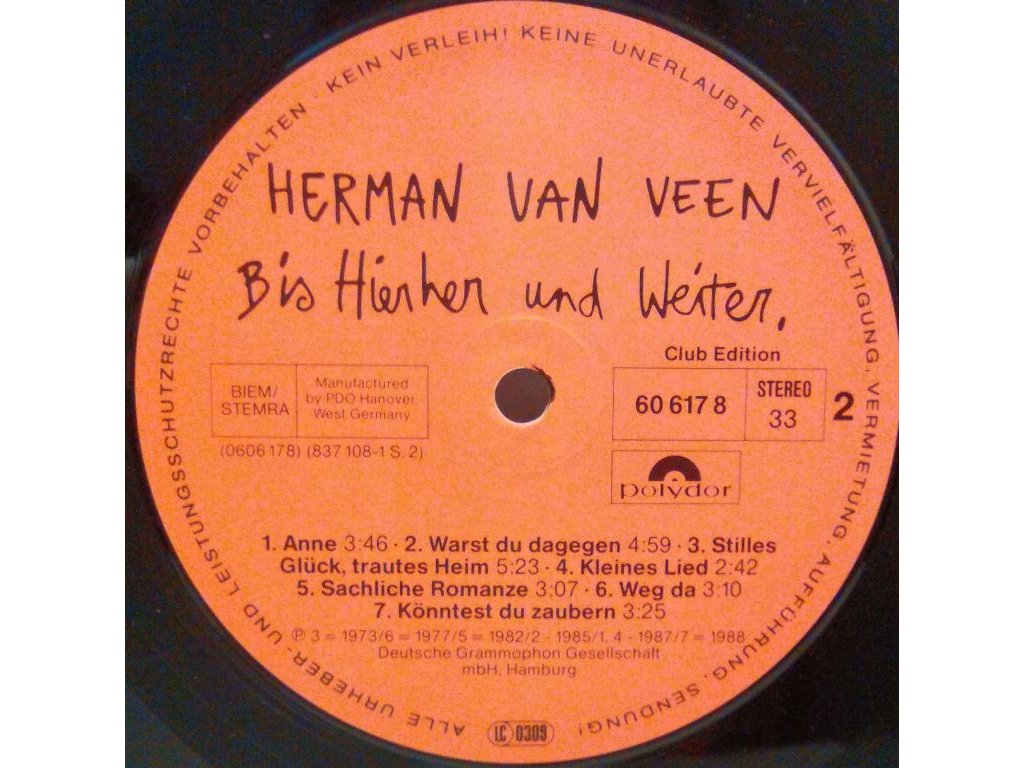 ALLE URHEBER- UND LEISTUNGSSCHUTZRECHTE VORBEHALTEN · KEIN VERLEIH! KEINE UNERLAUBTE VERVIELFÄLTIGUNG, VERMIETUNG, AUFFÜHRUNG, SENDUNG!
HERMAN VAN VEEN
Bis Hierher und Weiter.
Club Edition
BIEM/
STEMRA
Manufactured
by PDO Hanover,
West Germany
60 617 8
STEREO
33
2
(0606 178) (837 108-1 S. 2)
polydor
1. Anne 3:46 · 2. Warst du dagegen 4:59 · 3. Stilles
Glück, trautes Heim 5:23 · 4. Kleines Lied 2:42
5. Sachliche Romanze 3:07 · 6. Weg da 3:10
7. Könntest du zaubern 3:25
℗ 3 = 1973/6 = 1977/5 = 1982/2 - 1985/1, 4 - 1987/7 = 1988
Deutsche Grammophon Gesellschaft
mbH, Hamburg
LC 0309